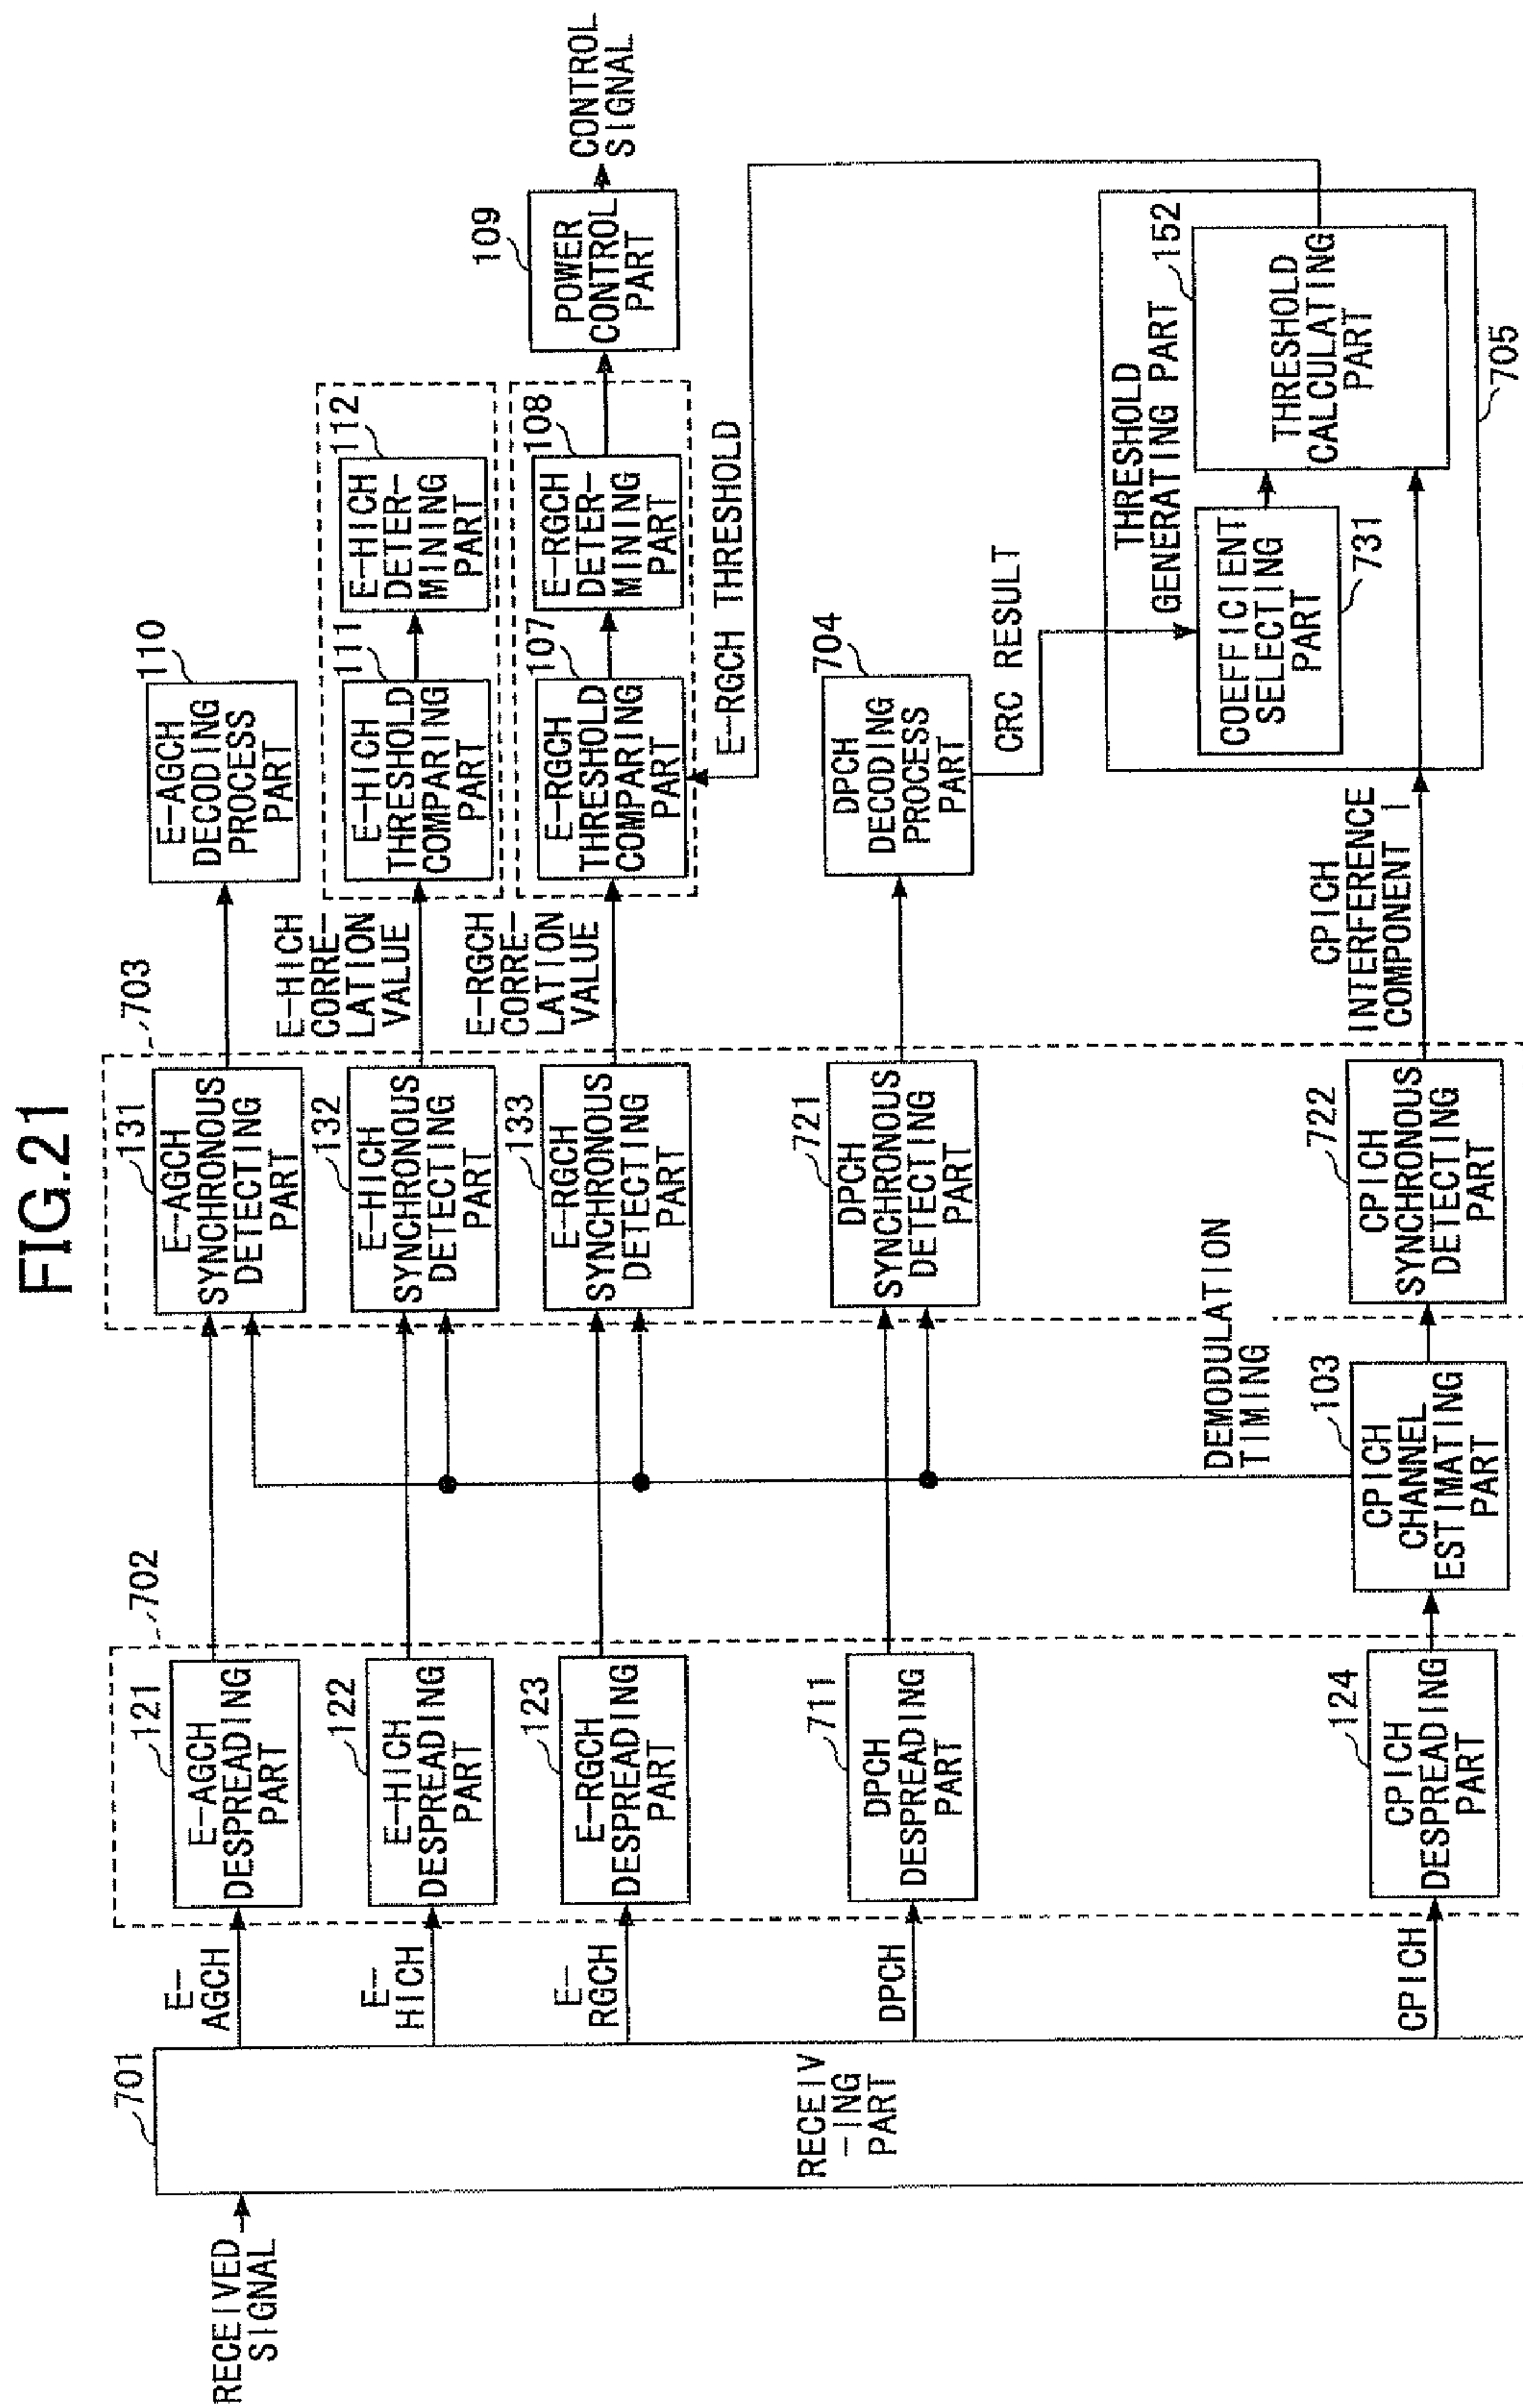 FIG.21
RECEIVED
SIGNAL
701
RECEIV
-ING
PART
E-
AGCH
E-
HICH
E-
RGCH
DPCH
CPICH
702
121
E-AGCH
DESPREADING
PART
122
E-HICH
DESPREADING
PART
123
E-RGCH
DESPREADING
PART
711
DPCH
DESPREADING
PART
124
CPICH
DESPREADING
PART
103
CPICH
CHANNEL
ESTIMATING
PART
DEMODULATION
TIMING
703
131
E-AGCH
SYNCHRONOUS
DETECTING
PART
132
E-HICH
SYNCHRONOUS
DETECTING
PART
133
E-RGCH
SYNCHRONOUS
DETECTING
PART
721
DPCH
SYNCHRONOUS
DETECTING
PART
722
CPICH
SYNCHRONOUS
DETECTING
PART
E-HICH
CORRE-
LATION
VALUE
E-RGCH
CORRE-
LATION
VALUE
CPICH
INTERFERENCE
COMPONENT I
110
E-AGCH
DECODING
PROCESS
PART
111
E-HICH
THRESHOLD
COMPARING
PART
112
E-HICH
DETER-
MINING
PART
107
E-RGCH
THRESHOLD
COMPARING
PART
108
E-RGCH
DETER-
MINING
PART
109
POWER
CONTROL
PART
CONTROL
SIGNAL
E-RGCH THRESHOLD
704
DPCH
DECODING
PROCESS
PART
CRC RESULT
THRESHOLD
GENERATING PART
COEFFICIENT
SELECTING
PART
731
152
THRESHOLD
CALCULATING
PART
705